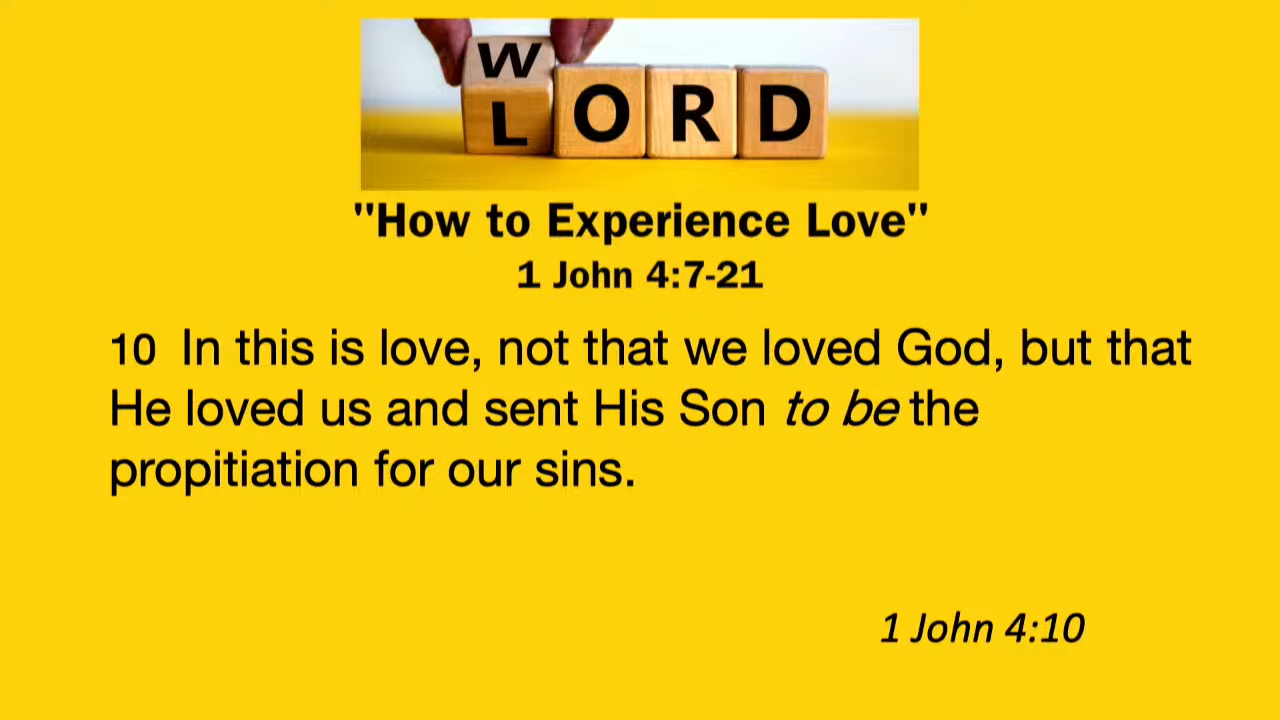 W
L O R D
"How to Experience Love"
1 John 4:7-21
10 In this is love, not that we loved God, but that
He loved us and sent His Son to be the
propitiation for our sins.
1 John 4:10